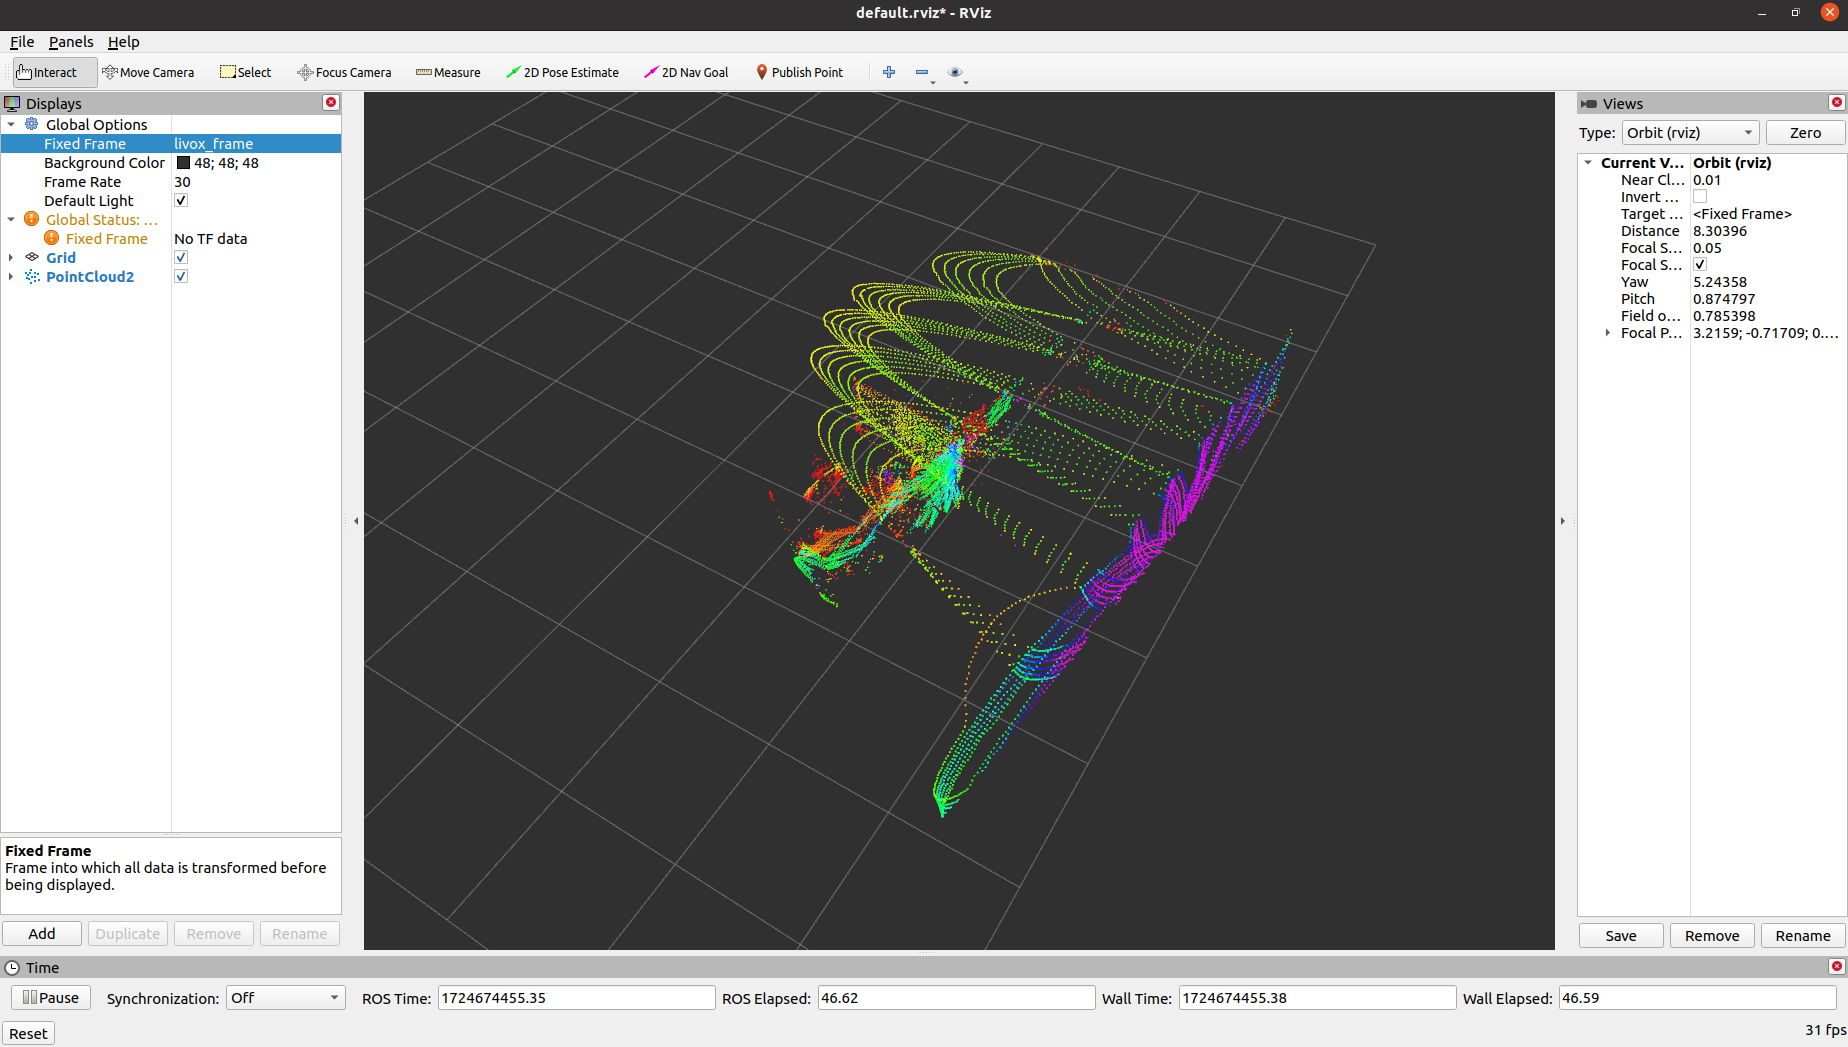 default.rviz* - RViz
File Panels Help
Interact Move Camera Select Focus Camera Measure 2D Pose Estimate 2D Nav Goal Publish Point
Displays
Global Options
Fixed Frame livox_frame
Background Color 48; 48; 48
Frame Rate 30
Default Light
Global Status: ...
Fixed Frame No TF data
Grid
PointCloud2
Fixed Frame
Frame into which all data is transformed before
being displayed.
Add Duplicate Remove Rename
Views
Type: Orbit (rviz) Zero
Current V... Orbit (rviz)
Near Cl... 0.01
Invert ...
Target ... <Fixed Frame>
Distance 8.30396
Focal S... 0.05
Focal S...
Yaw 5.24358
Pitch 0.874797
Field o... 0.785398
Focal P... 3.2159; -0.71709; 0....
Save Remove Rename
Time
Pause Synchronization: Off ROS Time: 1724674455.35 ROS Elapsed: 46.62 Wall Time: 1724674455.38 Wall Elapsed: 46.59
Reset 31 fps